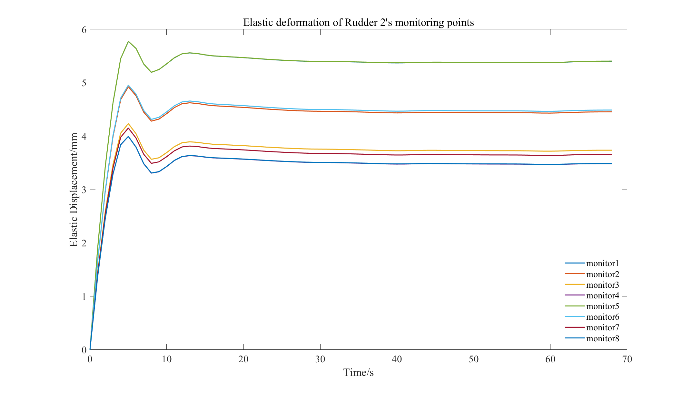 Elastic deformation of Rudder 2's monitoring points
6
5
4
3
2
1
0
Elastic Displacement/mm
monitor1
monitor2
monitor3
monitor4
monitor5
monitor6
monitor7
monitor8
0 10 20 30 40 50 60 70
Time/s